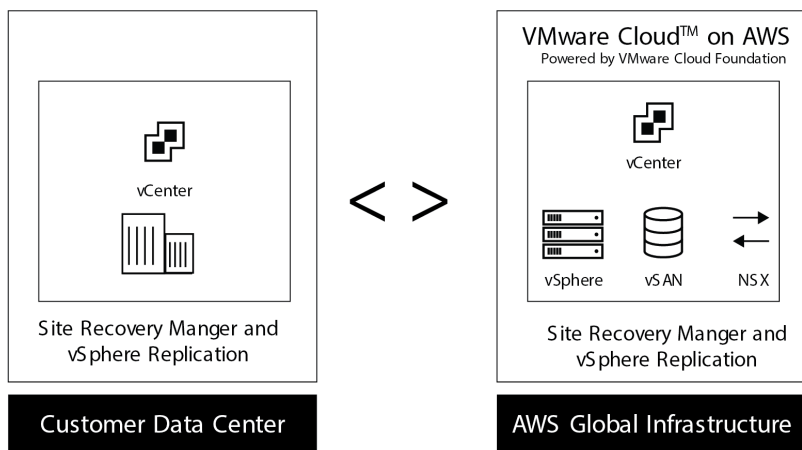 vCenter
Site Recovery Manger and
vSphere Replication
Customer Data Center
< >
VMware Cloud™ on AWS
Powered by VMware Cloud Foundation
vCenter
vSphere vSAN NSX
Site Recovery Manger and
vSphere Replication
AWS Global Infrastructure